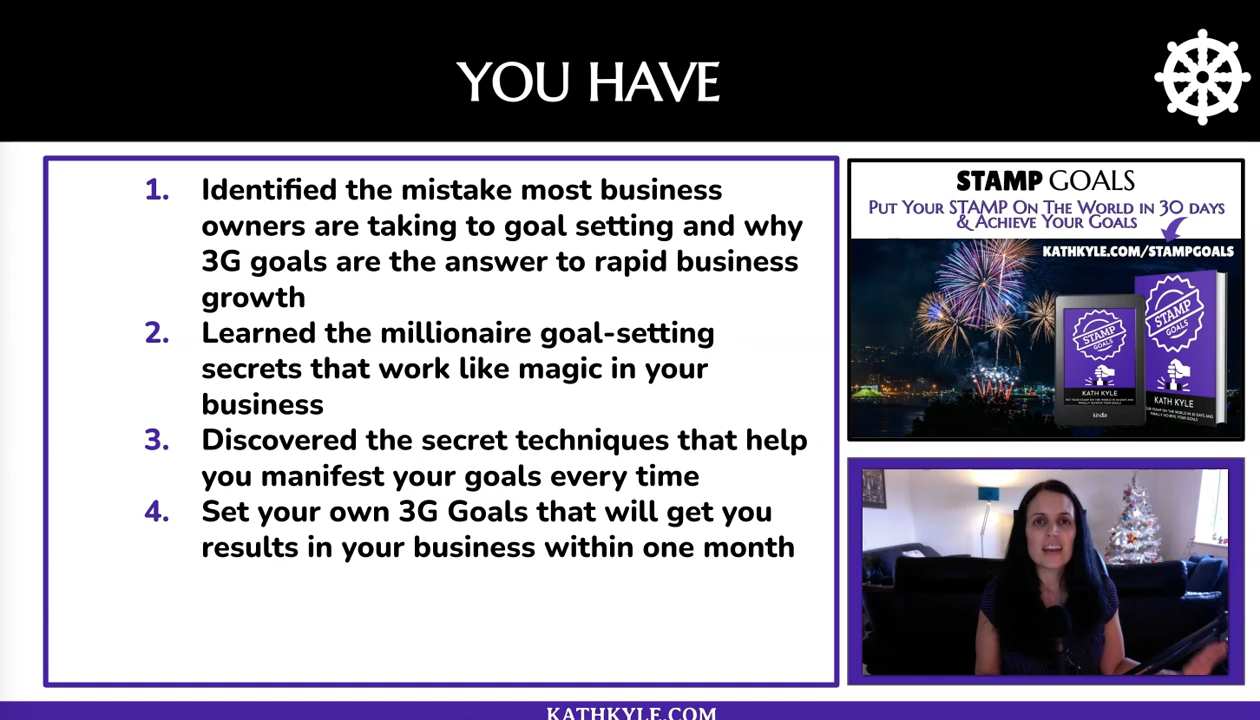 YOU HAVE
1. Identified the mistake most business
owners are taking to goal setting and why
3G goals are the answer to rapid business
growth
2. Learned the millionaire goal-setting
secrets that work like magic in your
business
3. Discovered the secret techniques that help
you manifest your goals every time
4. Set your own 3G Goals that will get you
results in your business within one month
STAMP GOALS
PUT YOUR STAMP ON THE WORLD IN 30 DAYS
& ACHIEVE YOUR GOALS
KATHKYLE.COM/STAMPGOALS
STAMP
GOALS
KATH KYLE
kindle
STAMP
GOALS
KATH KYLE
KATHKYLE.COM